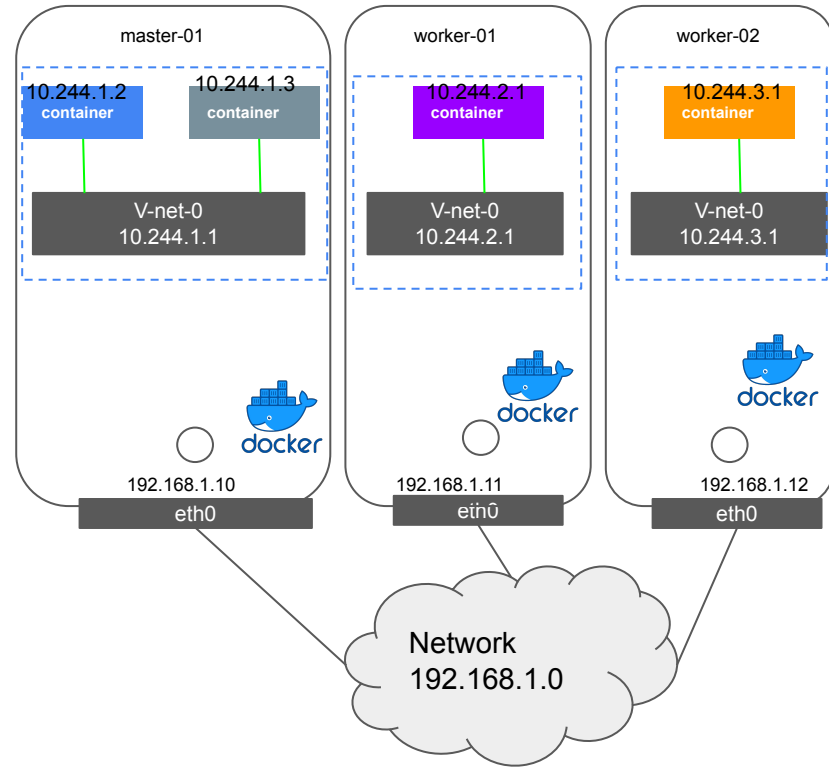 master-01
10.244.1.2
container
10.244.1.3
container
V-net-0
10.244.1.1
docker
192.168.1.10
eth0
worker-01
10.244.2.1
container
V-net-0
10.244.2.1
docker
192.168.1.11
eth0
worker-02
10.244.3.1
container
V-net-0
10.244.3.1
docker
192.168.1.12
eth0
Network
192.168.1.0